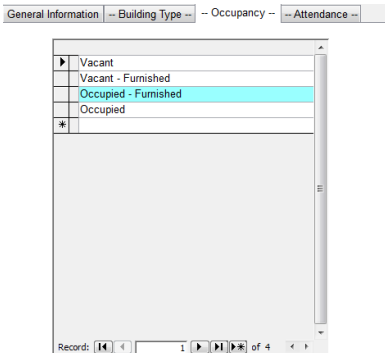 General Information -- Building Type -- -- Occupancy -- -- Attendance --
Vacant
Vacant - Furnished
Occupied - Furnished
Occupied
Record: 1 of 4